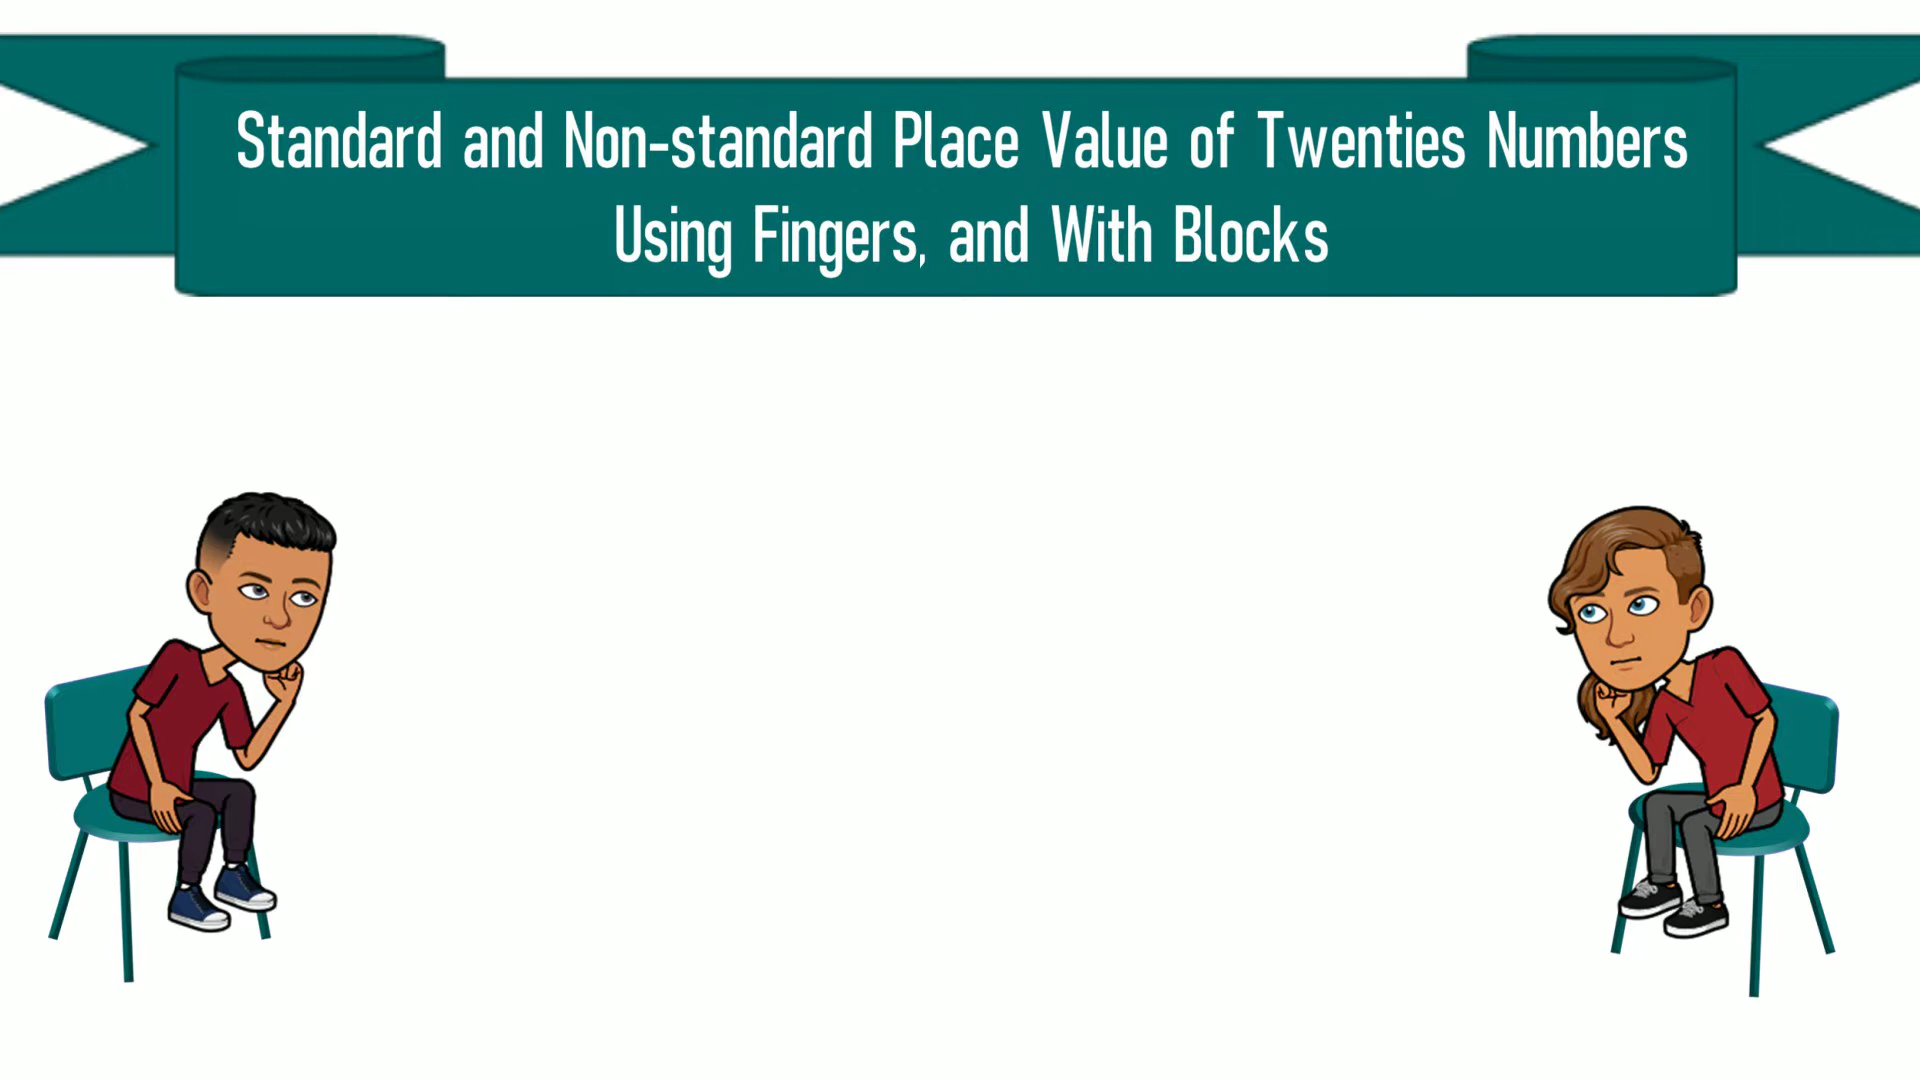 Standard and Non-standard Place Value of Twenties Numbers
Using Fingers, and With Blocks